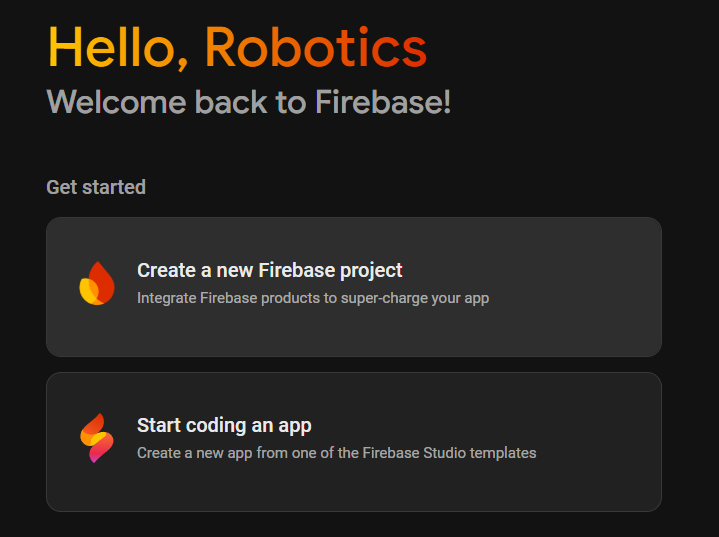 Hello, Robotics
Welcome back to Firebase!
Get started
Create a new Firebase project
Integrate Firebase products to super-charge your app
Start coding an app
Create a new app from one of the Firebase Studio templates